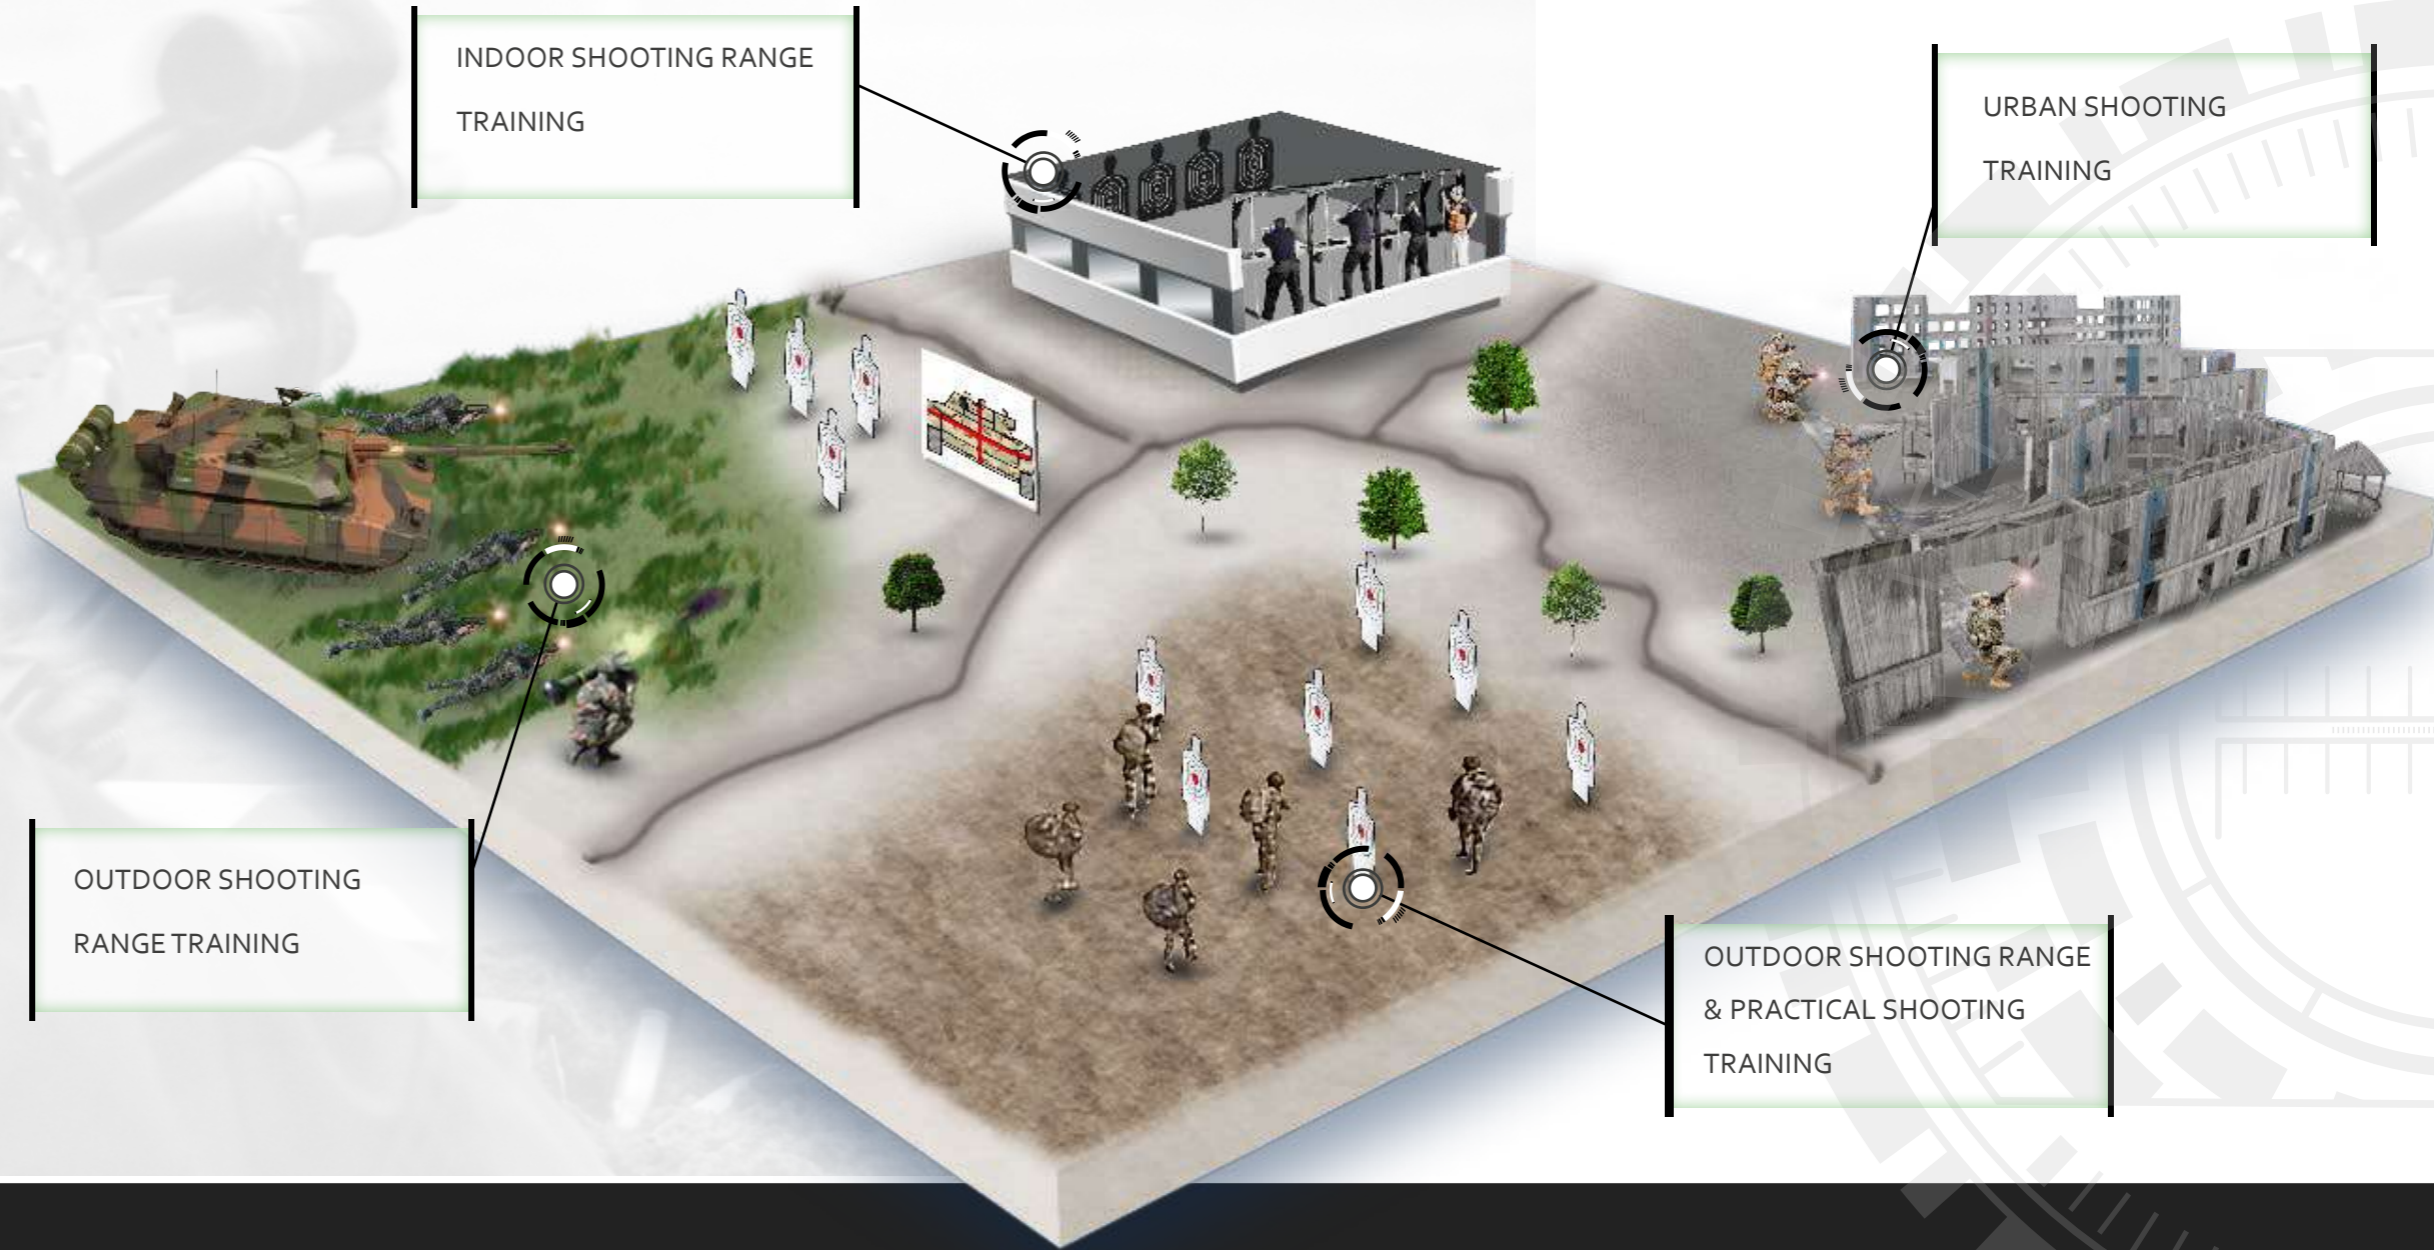 INDOOR SHOOTING RANGE
TRAINING
URBAN SHOOTING
TRAINING
OUTDOOR SHOOTING
RANGE TRAINING
OUTDOOR SHOOTING RANGE
& PRACTICAL SHOOTING
TRAINING